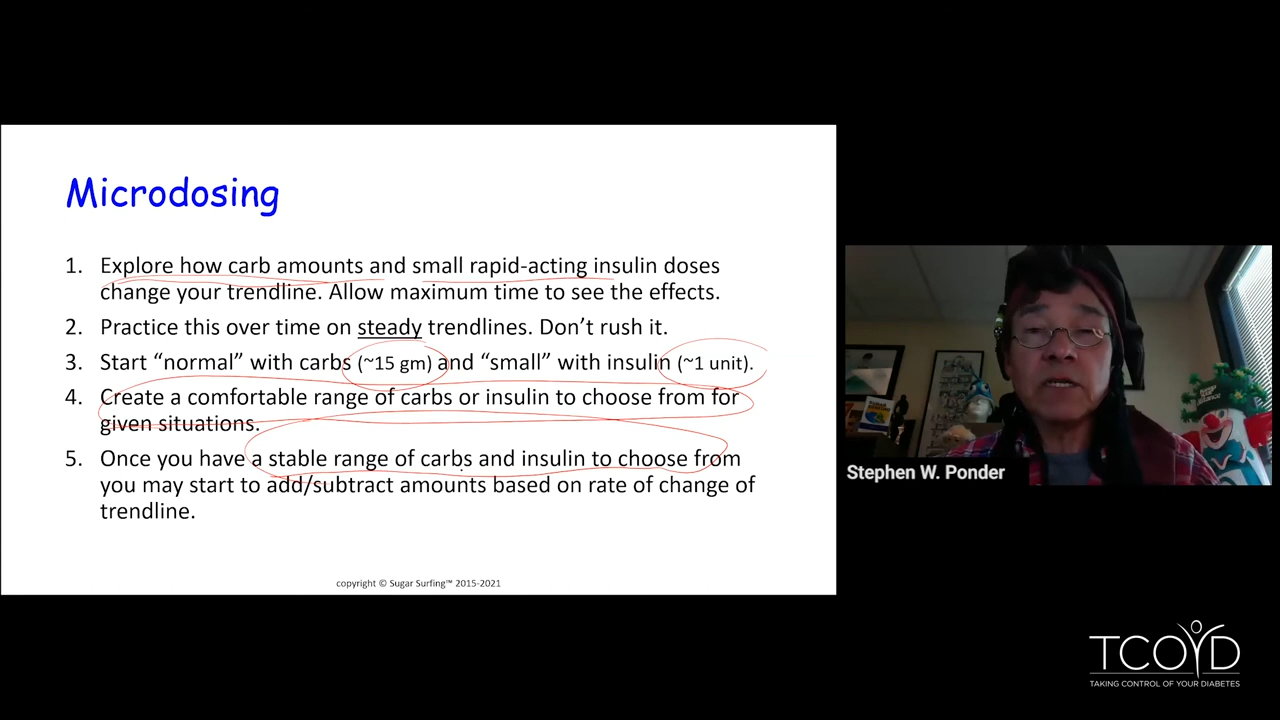 Microdosing
1. Explore how carb amounts and small rapid-acting insulin doses
change your trendline. Allow maximum time to see the effects.
2. Practice this over time on steady trendlines. Don’t rush it.
3. Start “normal” with carbs (~15 gm) and “small” with insulin (~1 unit).
4. Create a comfortable range of carbs or insulin to choose from for
given situations.
5. Once you have a stable range of carbs and insulin to choose from
you may start to add/subtract amounts based on rate of change of
trendline.
copyright © Sugar Surfing™ 2015-2021
Stephen W. Ponder
TCOYD
TAKING CONTROL OF YOUR DIABETES